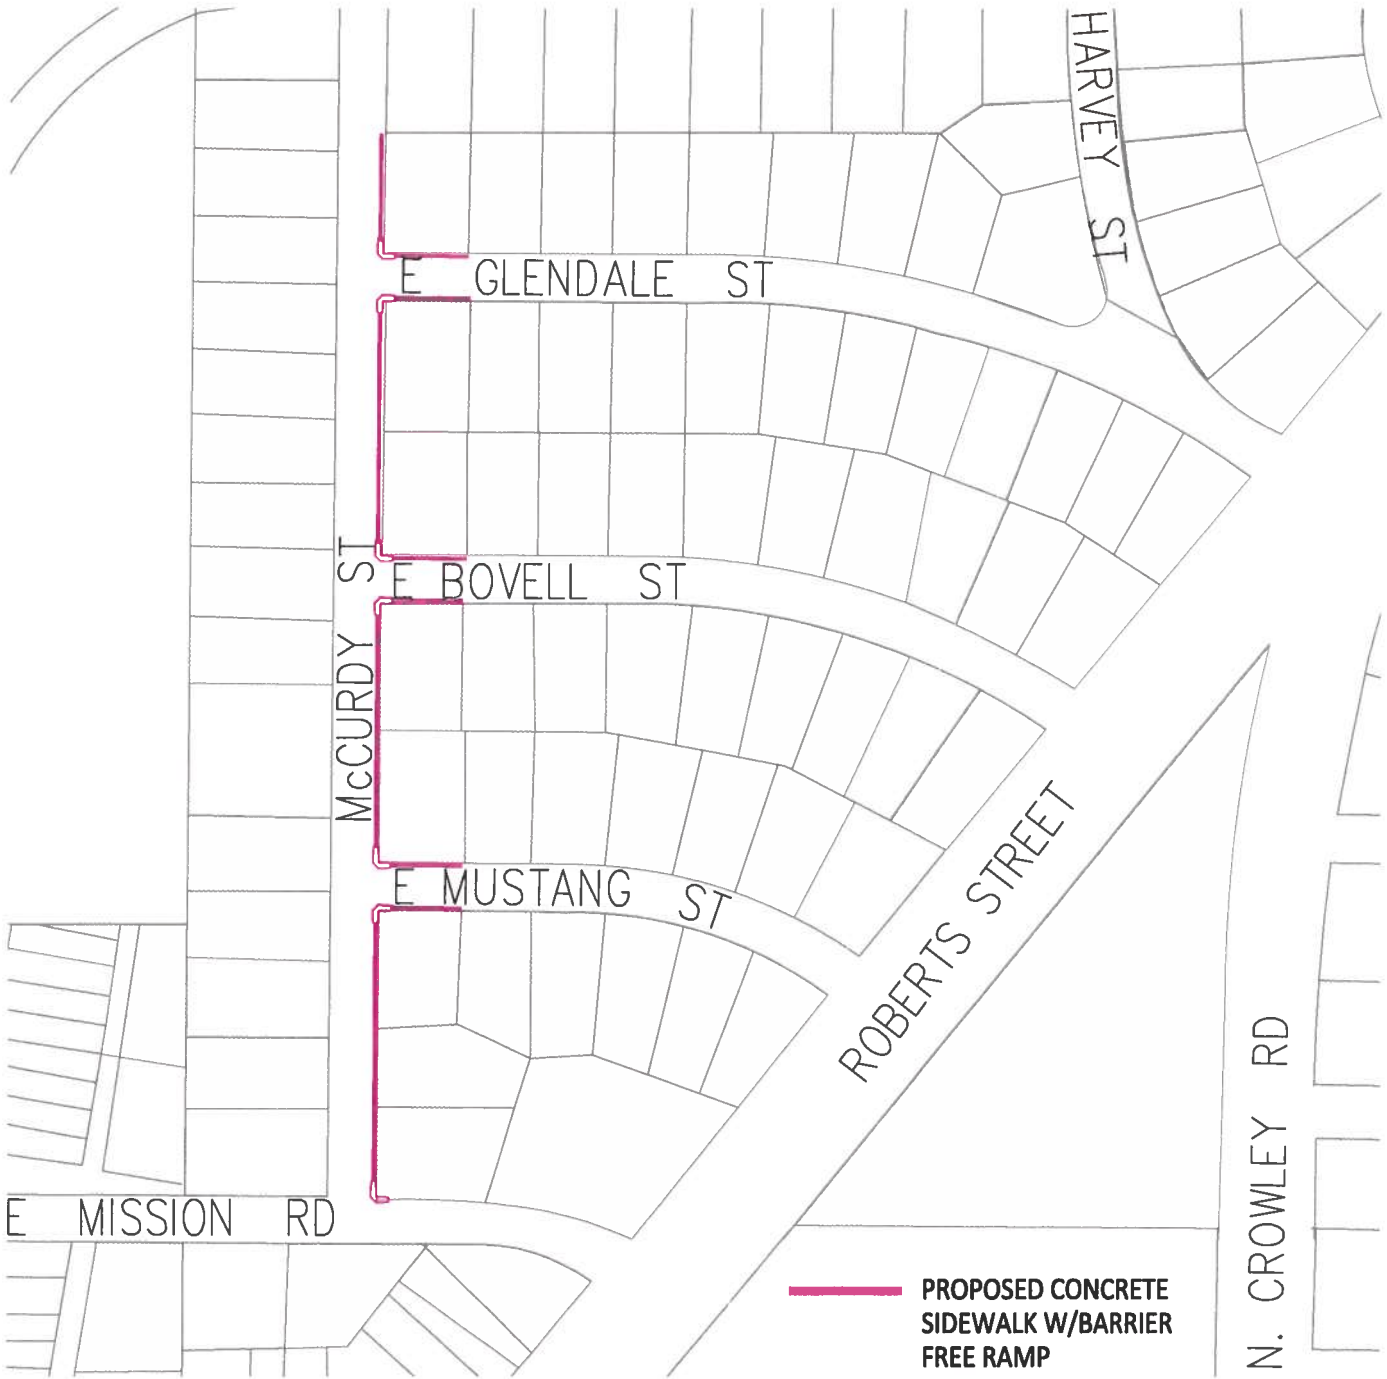 HARVEY ST
E GLENDALE ST
E BOVELL ST
McCURDY ST
E MUSTANG ST
ROBERTS STREET
E MISSION RD
N. CROWLEY RD
PROPOSED CONCRETE
SIDEWALK W/BARRIER
FREE RAMP